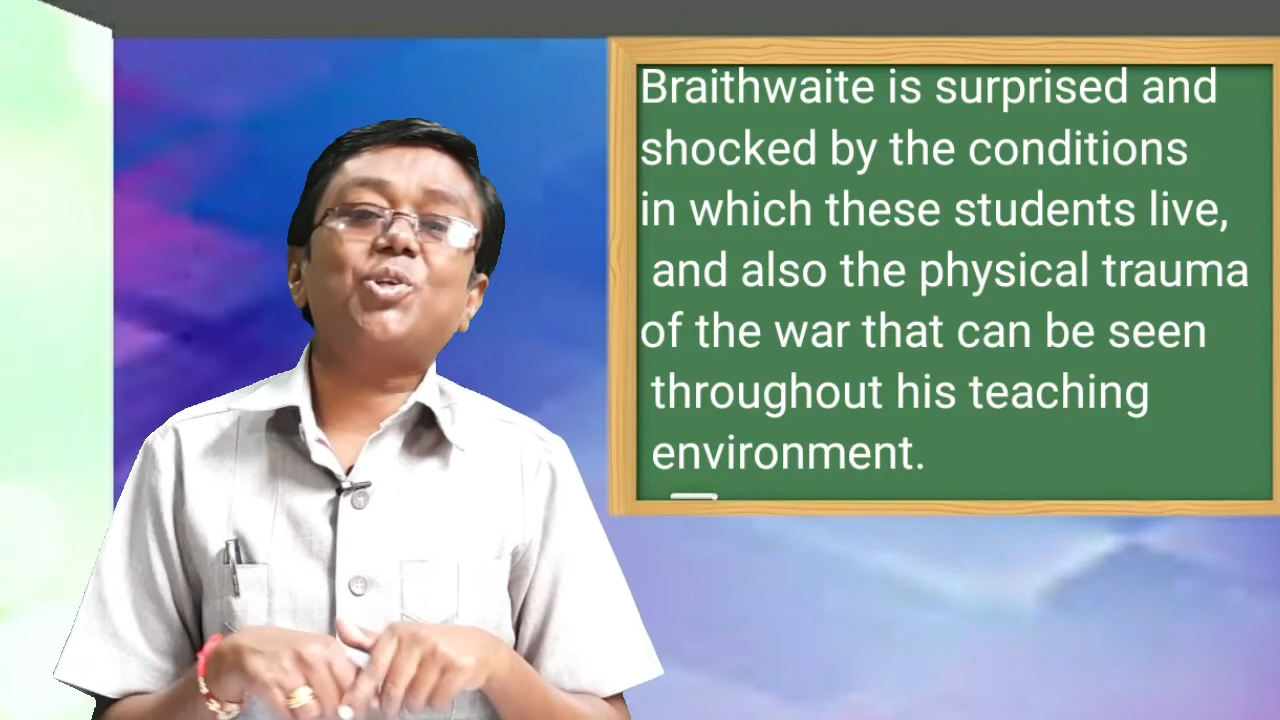 Braithwaite is surprised and
shocked by the conditions
in which these students live,
and also the physical trauma
of the war that can be seen
throughout his teaching
environment.